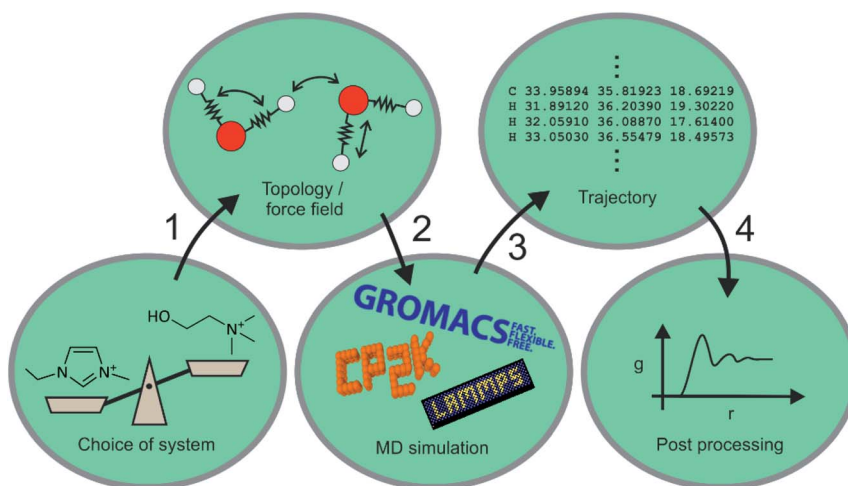 ⋮
C 33.95894 35.81923 18.69219
H 31.89120 36.20390 19.30220
H 32.05910 36.08870 17.61400
H 33.05030 36.55479 18.49573
⋮
Topology /
force field
Trajectory
1
2
3
4
HO
N+
N
N+
Choice of system
GROMACS
FAST.
FLEXIBLE.
FREE.
CP2K
LAMMPS
MD simulation
g
r
Post processing